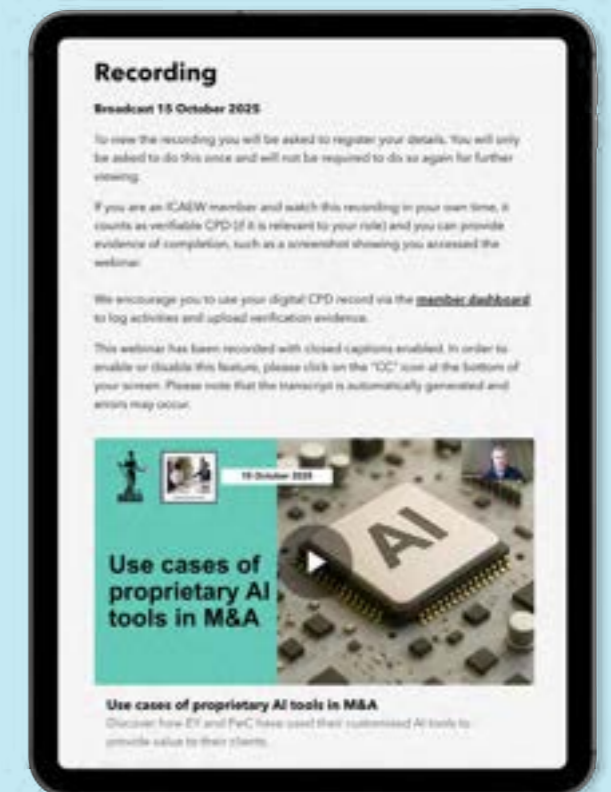 Recording
Broadcast 15 October 2025
To view the recording you will be asked to register your details. You will only
be asked to do this once and will not be required to do so again for further
viewing.
If you are an ICAEW member and watch this recording in your own time, it
counts as verifiable CPD (if it is relevant to your role) and you can provide
evidence of completion, such as a screenshot showing you accessed the
webinar.
We encourage you to use your digital CPD record via the member dashboard
to log activities and upload verification evidence.
This webinar has been recorded with closed captions enabled. In order to
enable or disable this feature, please click on the "CC" icon at the bottom of
your screen. Please note that the transcript is automatically generated and
errors may occur.
15 October 2025
AI
Use cases of
proprietary AI
tools in M&A
Use cases of proprietary AI tools in M&A
Discover how EY and PwC have used their customised AI tools to
provide value to their clients.